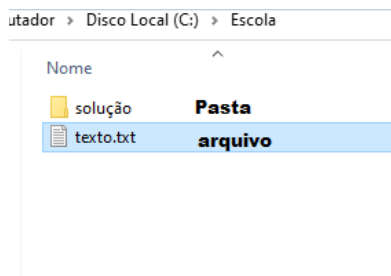 utador > Disco Local (C:) > Escola
Nome
solução Pasta
texto.txt arquivo